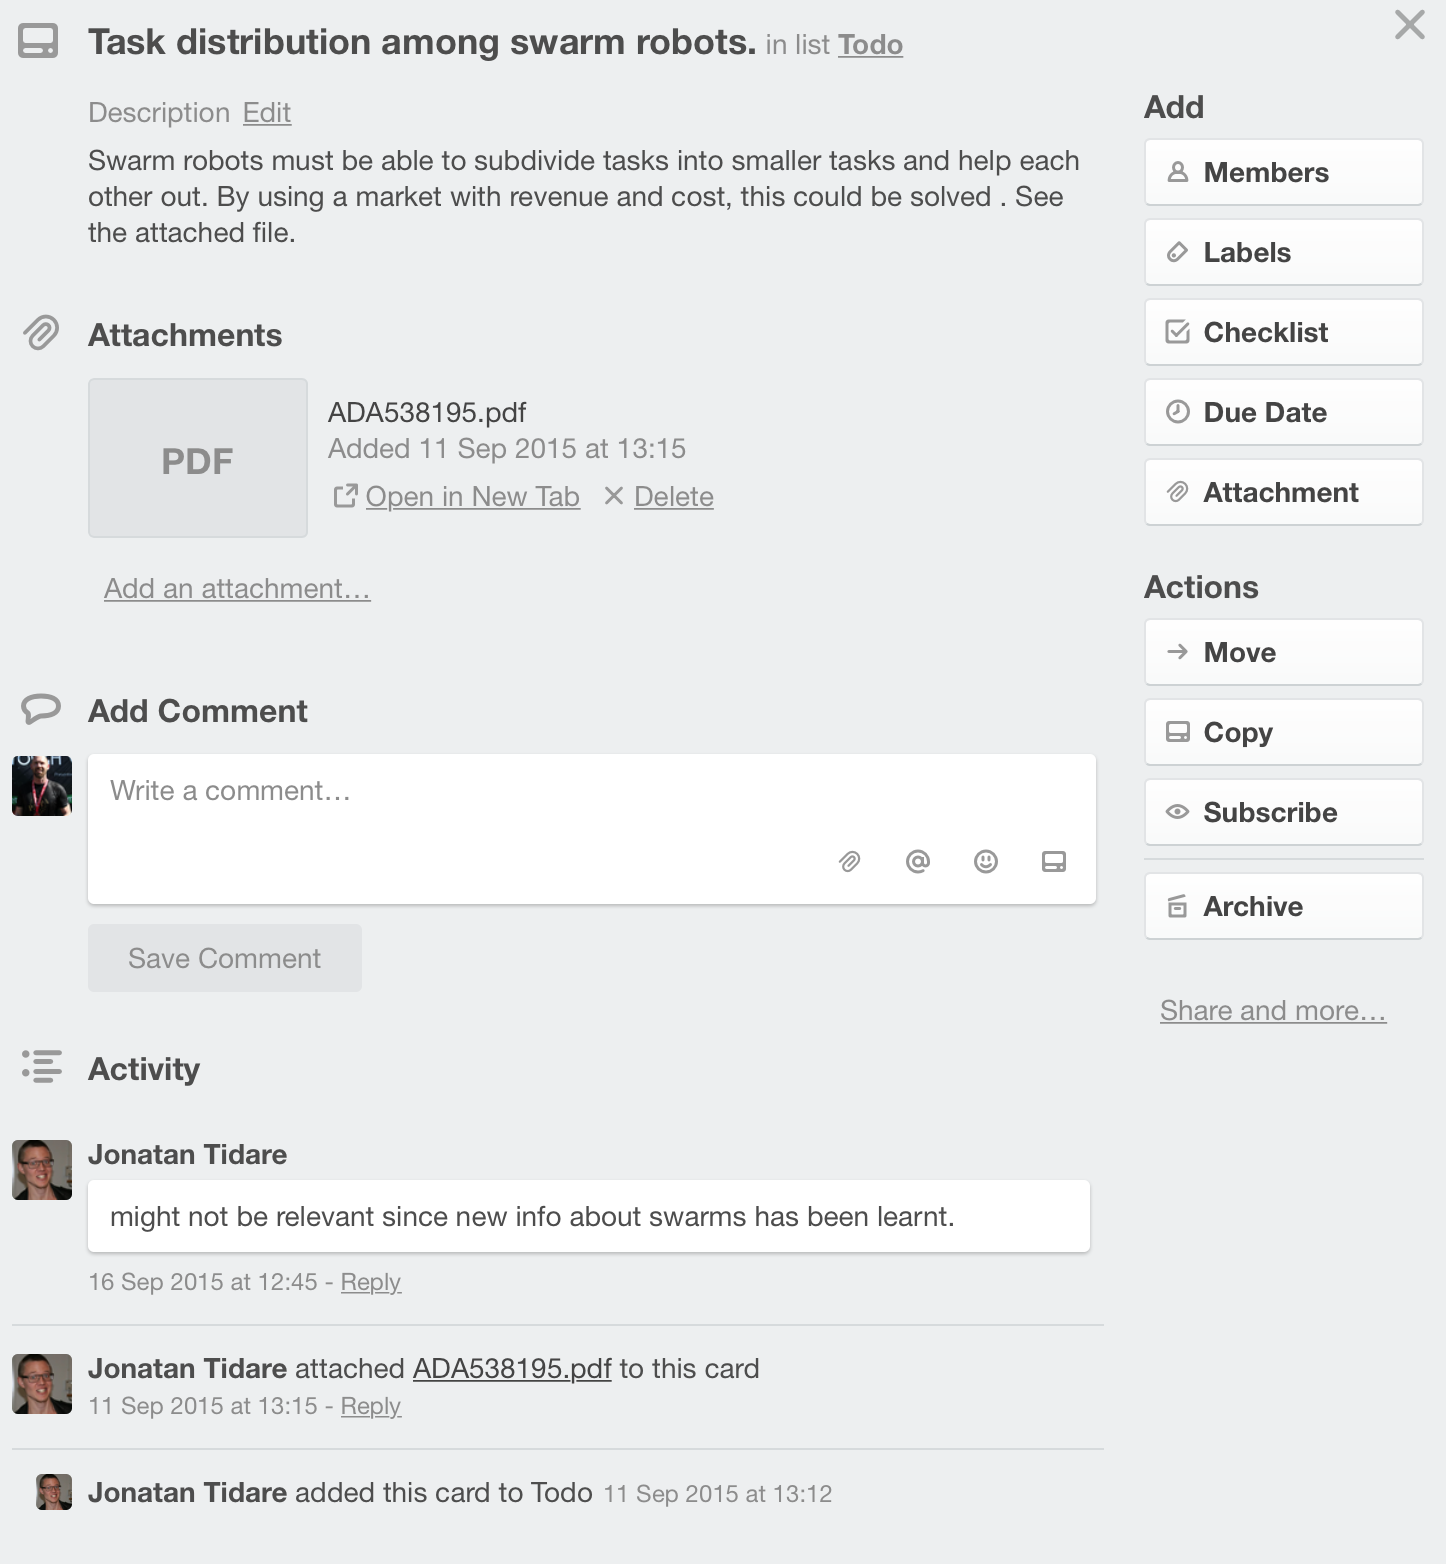 Task distribution among swarm robots. in list Todo
Description Edit
Swarm robots must be able to subdivide tasks into smaller tasks and help each
other out. By using a market with revenue and cost, this could be solved . See
the attached file.
Attachments
PDF
ADA538195.pdf
Added 11 Sep 2015 at 13:15
Open in New Tab Delete
Add an attachment…
Add Comment
Write a comment…
Save Comment
Activity
Jonatan Tidare
might not be relevant since new info about swarms has been learnt.
16 Sep 2015 at 12:45 - Reply
Jonatan Tidare attached ADA538195.pdf to this card
11 Sep 2015 at 13:15 - Reply
Jonatan Tidare added this card to Todo 11 Sep 2015 at 13:12
Add
Members
Labels
Checklist
Due Date
Attachment
Actions
Move
Copy
Subscribe
Archive
Share and more…